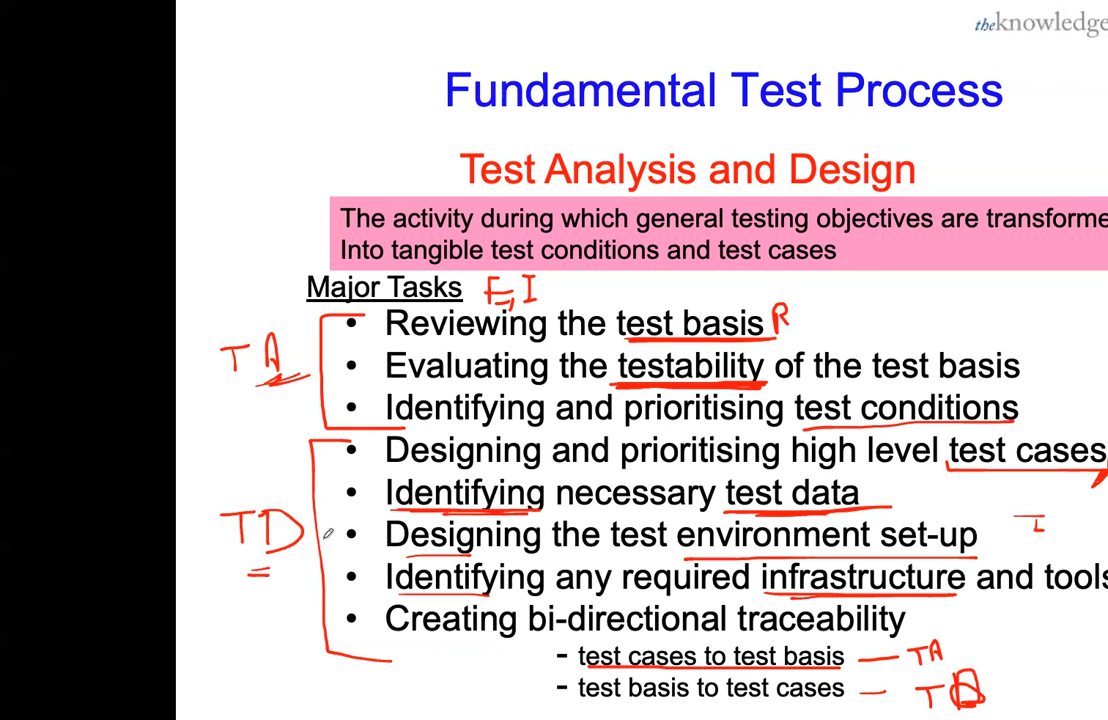 theknowledge
Fundamental Test Process
Test Analysis and Design
The activity during which general testing objectives are transforme
Into tangible test conditions and test cases
Major Tasks E, I
• Reviewing the test basis R
TA
• Evaluating the testability of the test basis
• Identifying and prioritising test conditions
• Designing and prioritising high level test cases,
• Identifying necessary test data
TD
• Designing the test environment set-up I
• Identifying any required infrastructure and tools
• Creating bi-directional traceability
- test cases to test basis — TA
- test basis to test cases — TD